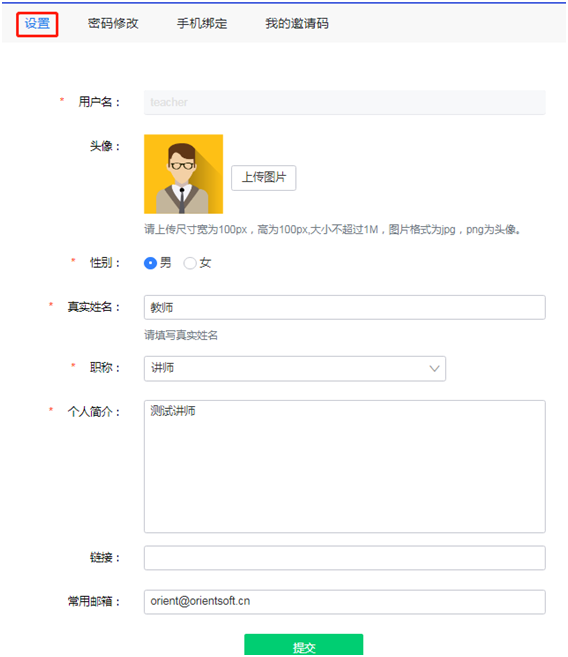 设置 密码修改 手机绑定 我的邀请码
* 用户名： teacher
头像：
上传图片
请上传尺寸宽为100px，高为100px,大小不超过1M，图片格式为jpg，png为头像。
* 性别： 男 女
* 真实姓名： 教师
请填写真实姓名
* 职称： 讲师
* 个人简介： 测试讲师
链接：
常用邮箱： orient@orientsoft.cn
提交